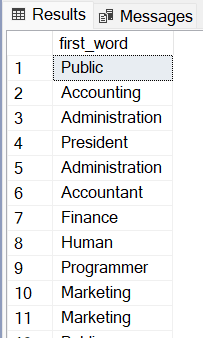 Results Messages
first_word
1 Public
2 Accounting
3 Administration
4 President
5 Administration
6 Accountant
7 Finance
8 Human
9 Programmer
10 Marketing
11 Marketing